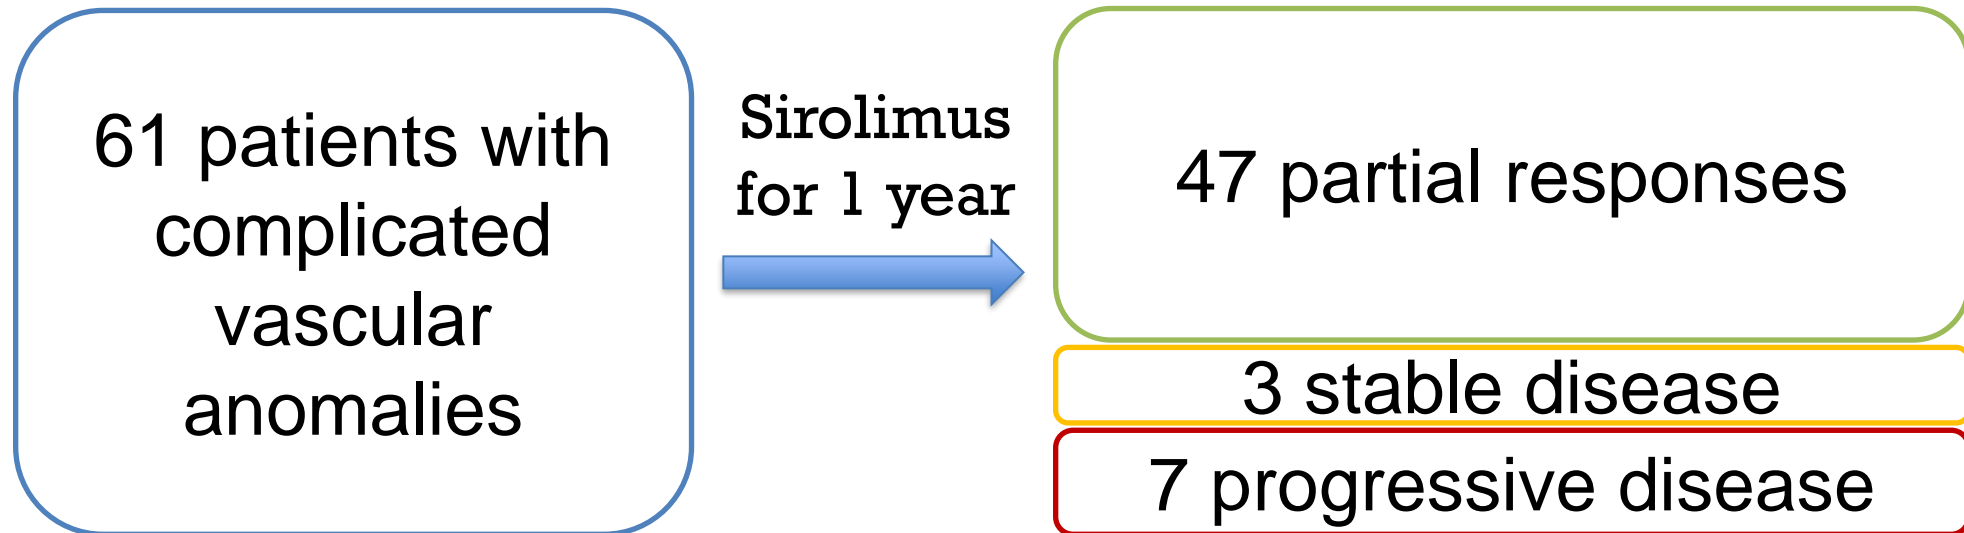 61 patients with
complicated
vascular
anomalies
Sirolimus
for 1 year
47 partial responses
3 stable disease
7 progressive disease